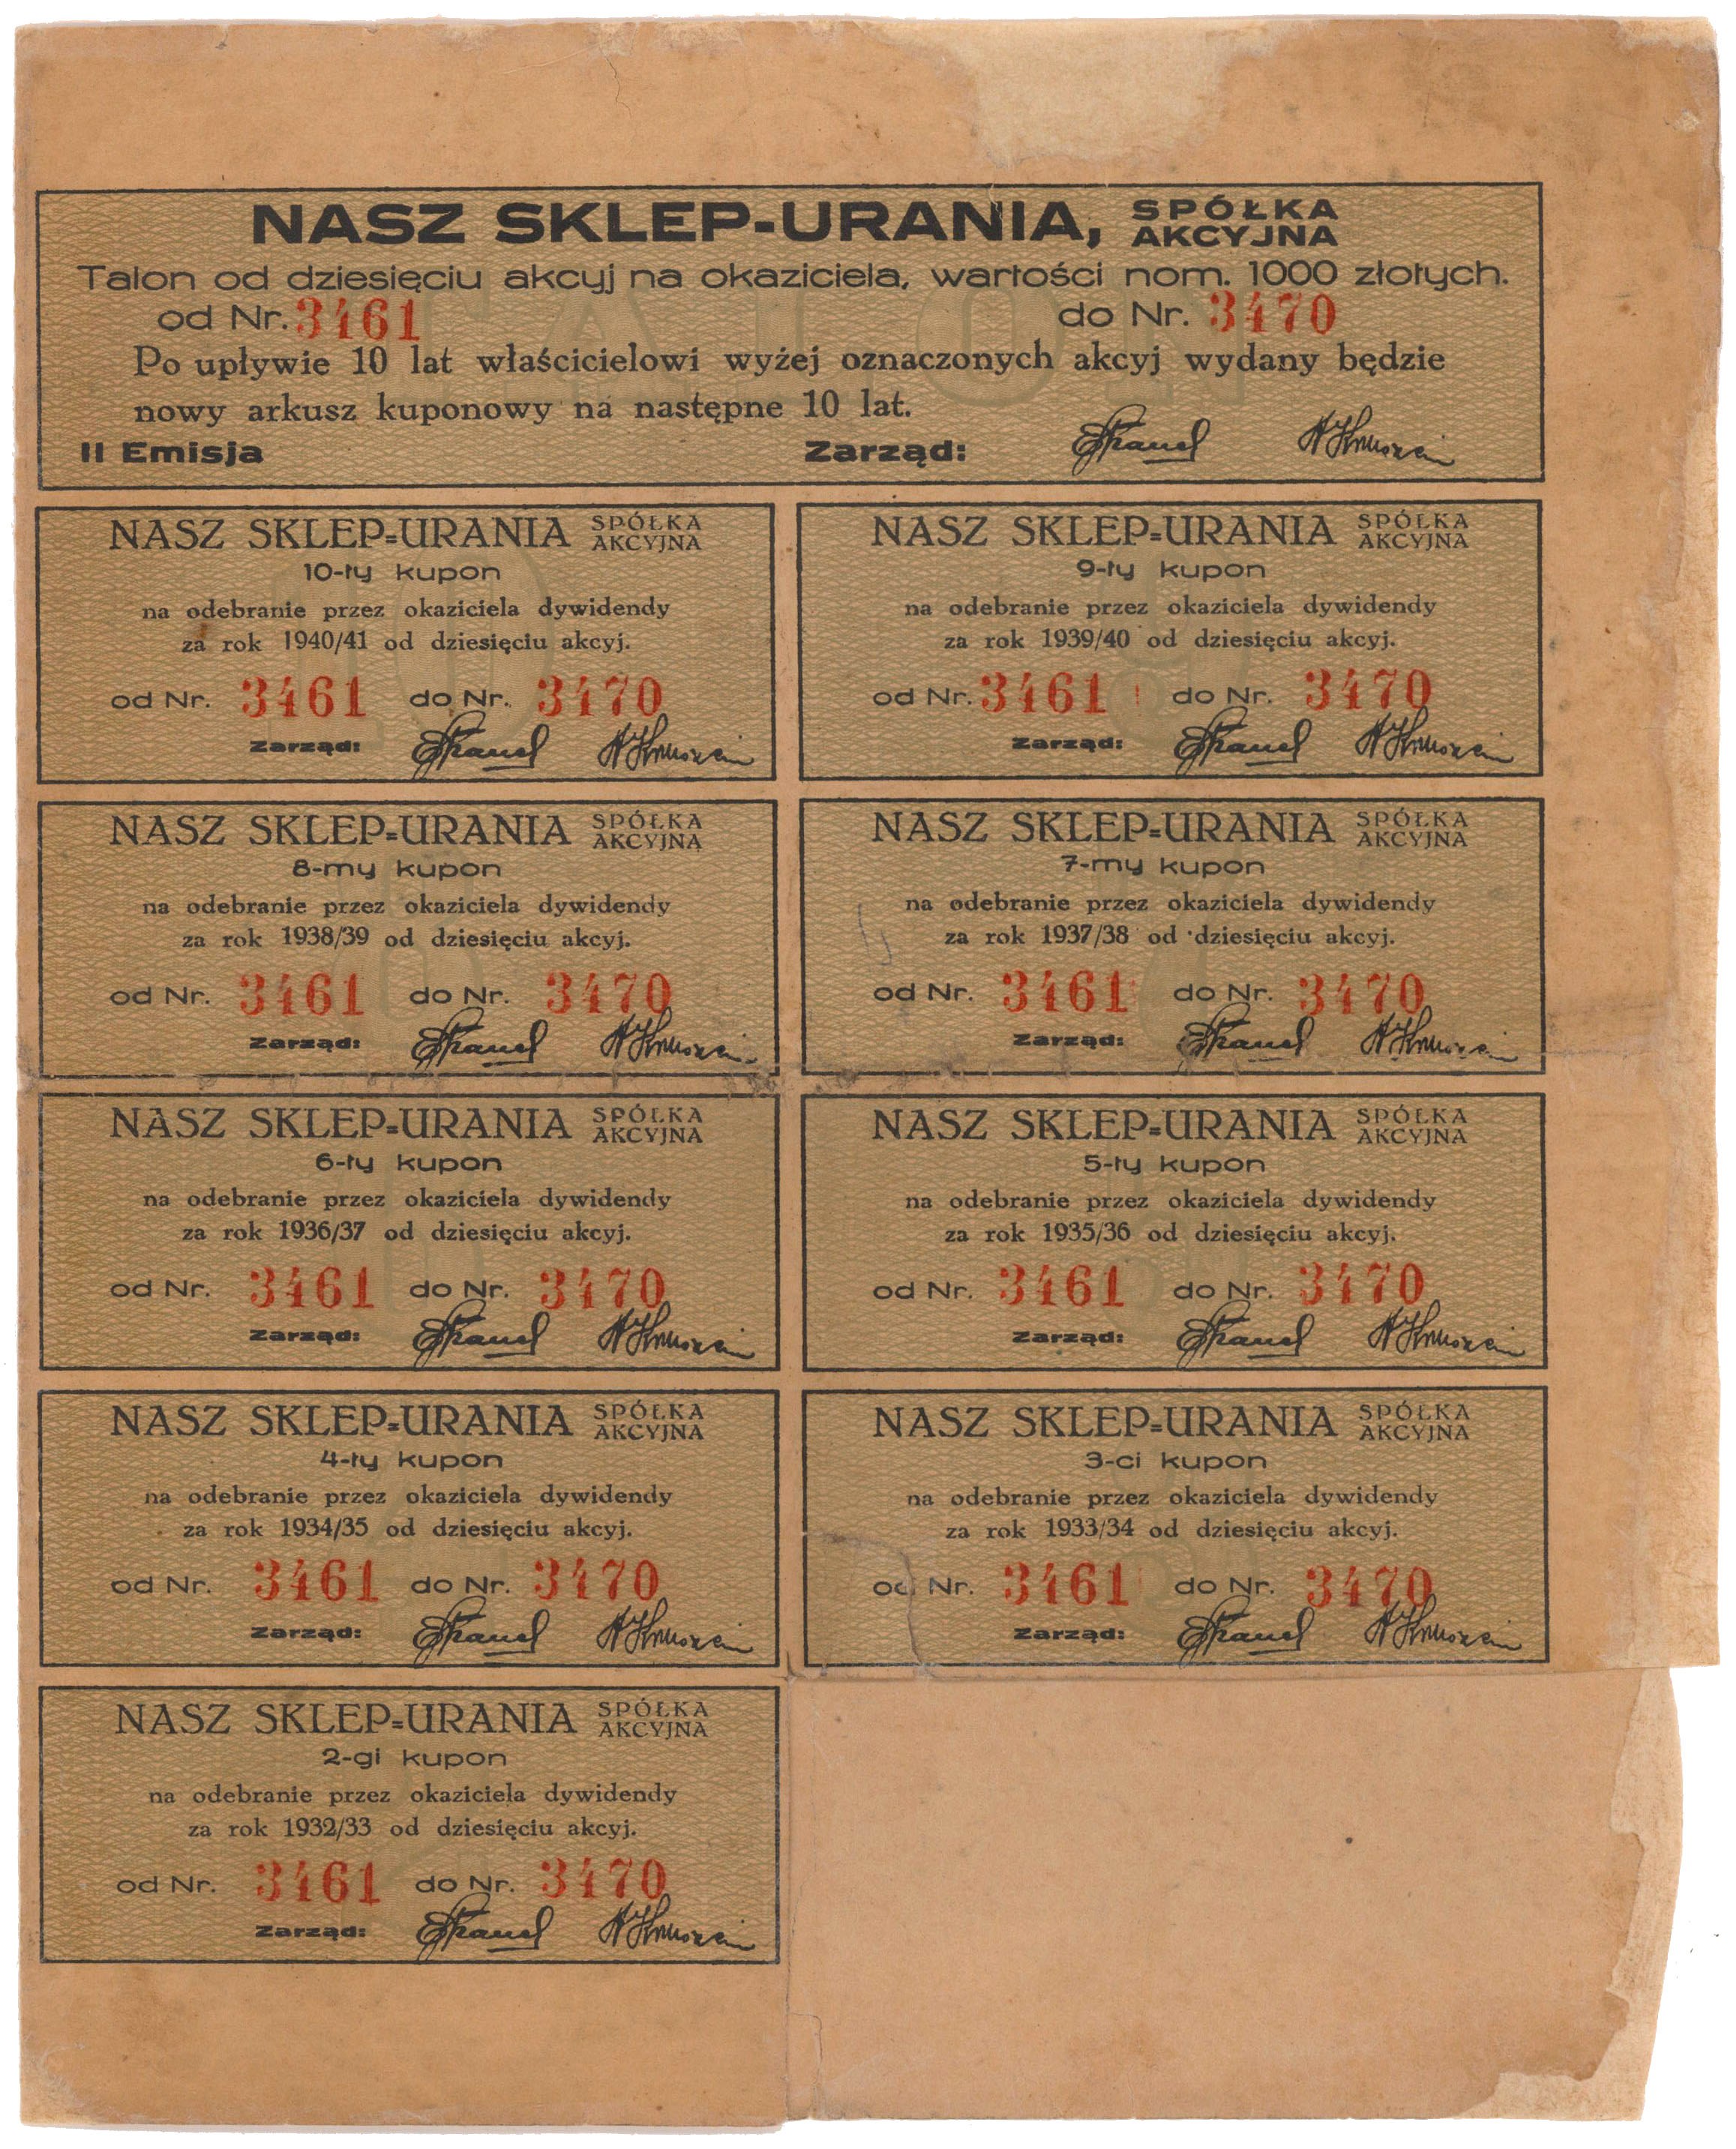 NASZ SKLEP-URANIA, SPÓŁKA AKCYJNA
Talon od dziesięciu akcyj na okaziciela, wartości nom. 1000 złotych.
od Nr. 3461 do Nr. 3470
Po upływie 10 lat właścicielowi wyżej oznaczonych akcyj wydany będzie
nowy arkusz kuponowy na następne 10 lat.
II Emisja Zarząd:
TALON
NASZ SKLEP-URANIA SPÓŁKA AKCYJNA
10-ty kupon
na odebranie przez okaziciela dywidendy
za rok 1940/41 od dziesięciu akcyj.
od Nr. 3461 do Nr. 3470
Zarząd:
NASZ SKLEP-URANIA SPÓŁKA AKCYJNA
9-ty kupon
na odebranie przez okaziciela dywidendy
za rok 1939/40 od dziesięciu akcyj.
od Nr. 3461 do Nr. 3470
Zarząd:
NASZ SKLEP-URANIA SPÓŁKA AKCYJNA
8-my kupon
na odebranie przez okaziciela dywidendy
za rok 1938/39 od dziesięciu akcyj.
od Nr. 3461 do Nr. 3470
Zarząd:
NASZ SKLEP-URANIA SPÓŁKA AKCYJNA
7-my kupon
na odebranie przez okaziciela dywidendy
za rok 1937/38 od dziesięciu akcyj.
od Nr. 3461 do Nr. 3470
Zarząd:
NASZ SKLEP-URANIA SPÓŁKA AKCYJNA
6-ty kupon
na odebranie przez okaziciela dywidendy
za rok 1936/37 od dziesięciu akcyj.
od Nr. 3461 do Nr. 3470
Zarząd:
NASZ SKLEP-URANIA SPÓŁKA AKCYJNA
5-ty kupon
na odebranie przez okaziciela dywidendy
za rok 1935/36 od dziesięciu akcyj.
od Nr. 3461 do Nr. 3470
Zarząd:
NASZ SKLEP-URANIA SPÓŁKA AKCYJNA
4-ty kupon
na odebranie przez okaziciela dywidendy
za rok 1934/35 od dziesięciu akcyj.
od Nr. 3461 do Nr. 3470
Zarząd:
NASZ SKLEP-URANIA SPÓŁKA AKCYJNA
3-ci kupon
na odebranie przez okaziciela dywidendy
za rok 1933/34 od dziesięciu akcyj.
od Nr. 3461 do Nr. 3470
Zarząd:
NASZ SKLEP-URANIA SPÓŁKA AKCYJNA
2-gi kupon
na odebranie przez okaziciela dywidendy
za rok 1932/33 od dziesięciu akcyj.
od Nr. 3461 do Nr. 3470
Zarząd: